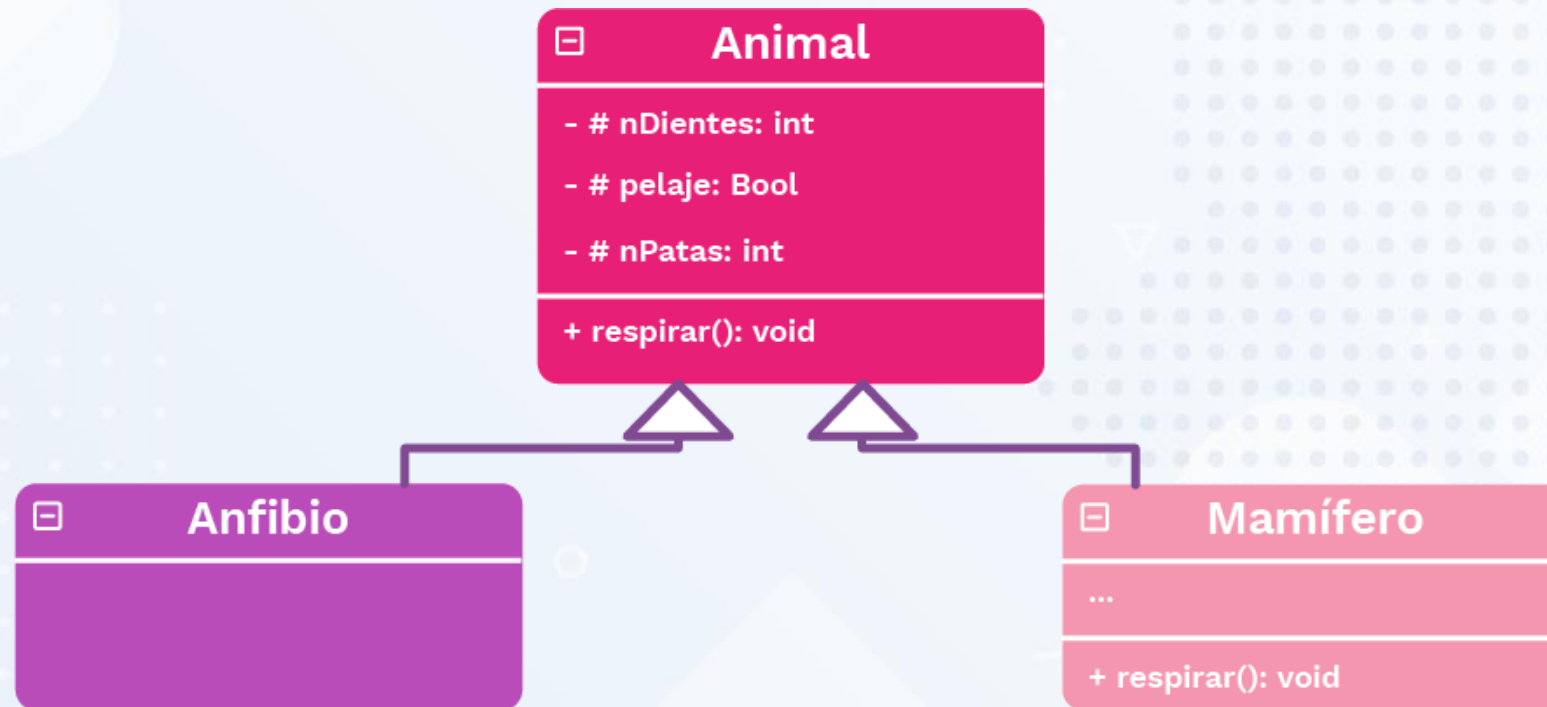 Animal
- # nDientes: int
- # pelaje: Bool
- # nPatas: int
+ respirar(): void
Anfibio
Mamífero
...
+ respirar(): void